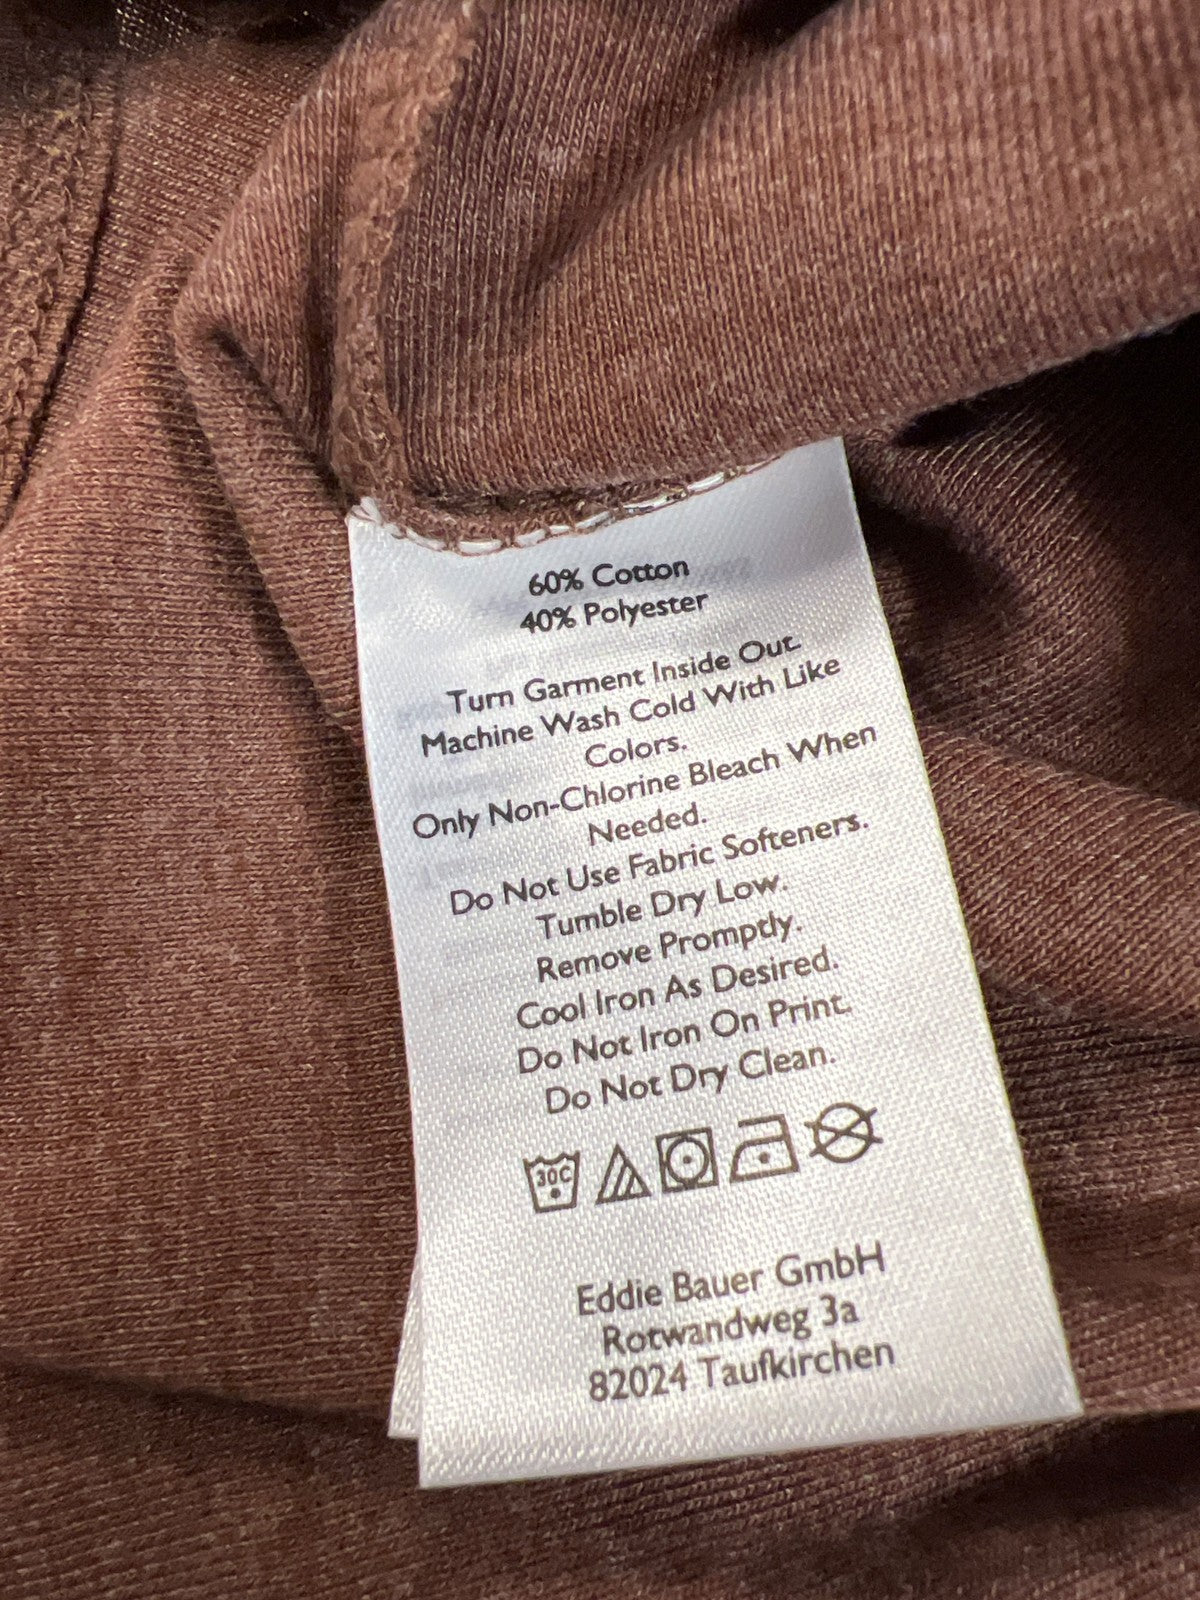 60% Cotton
40% Polyester
Turn Garment Inside Out.
Machine Wash Cold With Like
Colors.
Only Non-Chlorine Bleach When
Needed.
Do Not Use Fabric Softeners.
Tumble Dry Low.
Remove Promptly.
Cool Iron As Desired.
Do Not Iron On Print.
Do Not Dry Clean.
30C
Eddie Bauer GmbH
Rotwandweg 3a
82024 Taufkirchen